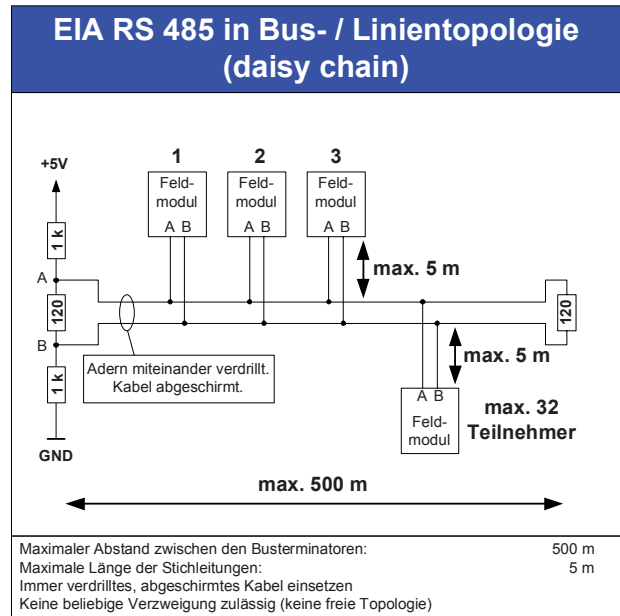 EIA RS 485 in Bus- / Linientopologie
(daisy chain)
+5V
1 k
A
120
B
1 k
GND
1
Feld-
modul
A B
2
Feld-
modul
A B
3
Feld-
modul
A B
max. 5 m
120
Adern miteinander verdrillt.
Kabel abgeschirmt.
max. 5 m
A B
Feld-
modul
max. 32
Teilnehmer
max. 500 m
Maximaler Abstand zwischen den Busterminatoren: 500 m
Maximale Länge der Stichleitungen: 5 m
Immer verdrilltes, abgeschirmtes Kabel einsetzen
Keine beliebige Verzweigung zulässig (keine freie Topologie)